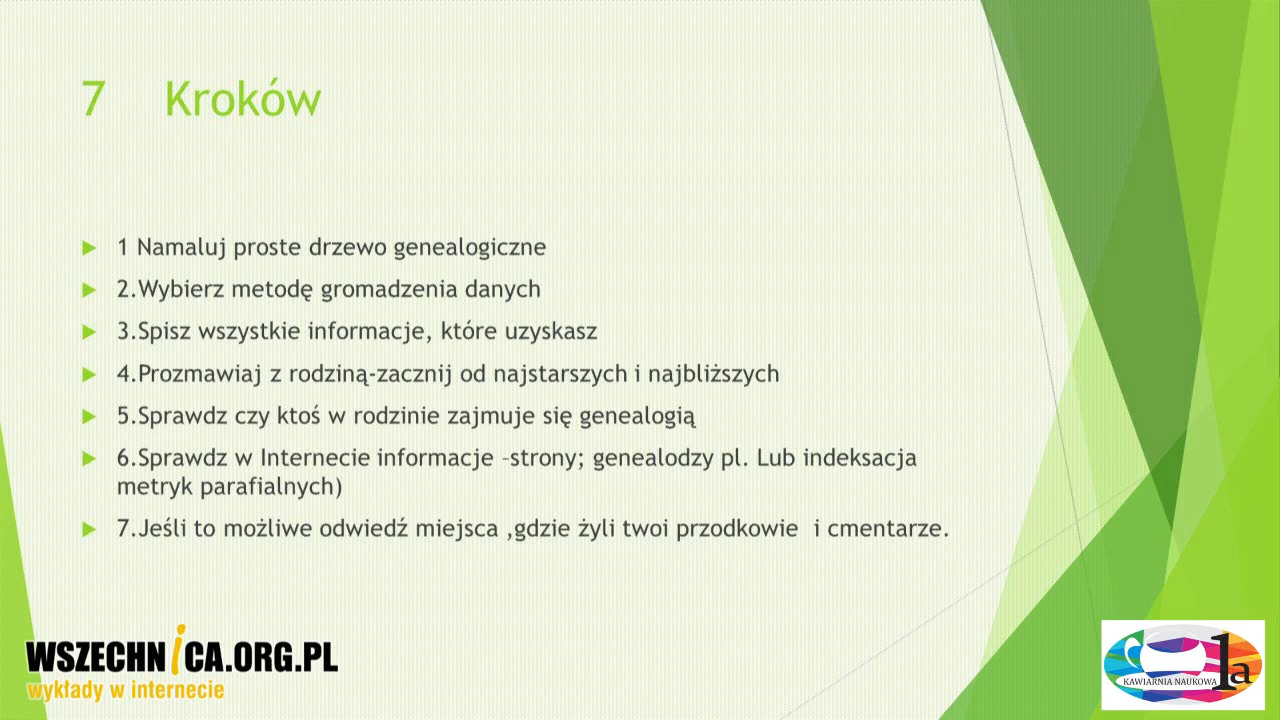 7 Kroków
1 Namaluj proste drzewo genealogiczne
2.Wybierz metodę gromadzenia danych
3.Spisz wszystkie informacje, które uzyskasz
4.Prozmawiaj z rodziną-zacznij od najstarszych i najbliższych
5.Sprawdz czy ktoś w rodzinie zajmuje się genealogią
6.Sprawdz w Internecie informacje –strony; genealodzy pl. Lub indeksacja
metryk parafialnych)
7.Jeśli to możliwe odwiedź miejsca ,gdzie żyli twoi przodkowie i cmentarze.
WSZECHNiCA.ORG.PL
wykłady w internecie
KAWIARNIA NAUKOWA 1a